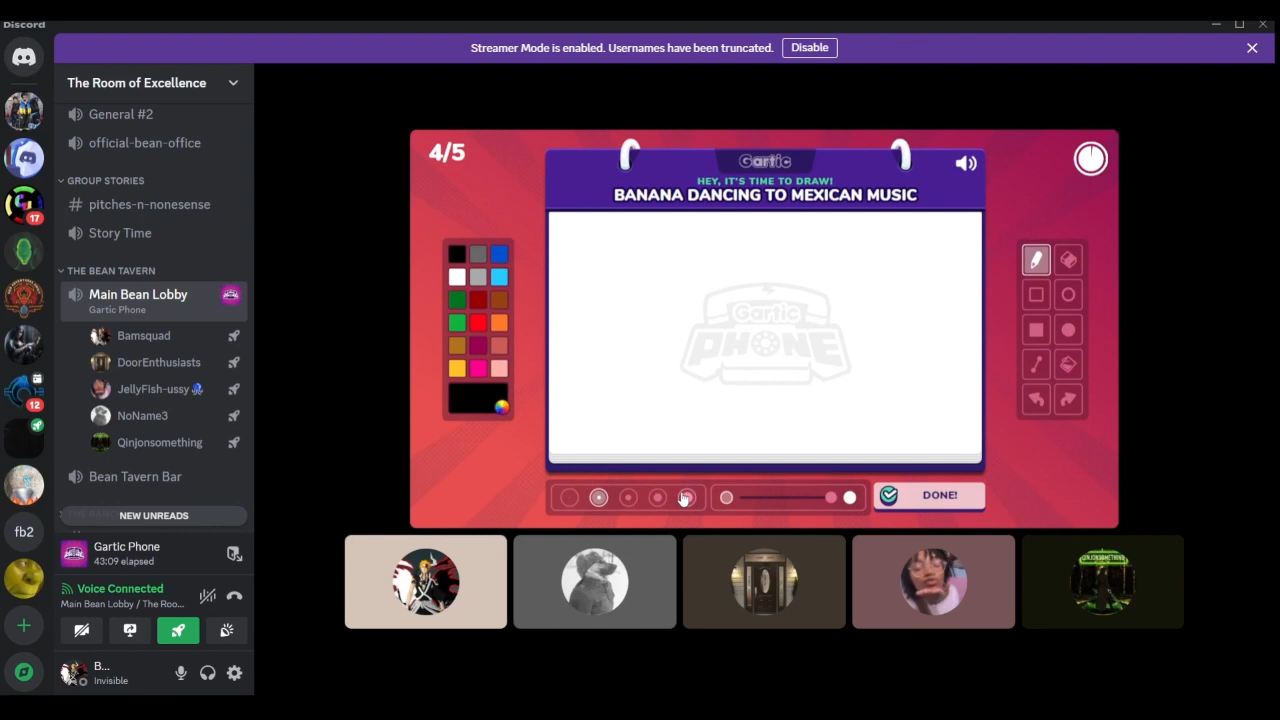 Discord
Streamer Mode is enabled. Usernames have been truncated.
Disable
The Room of Excellence
General #2
official-bean-office
GROUP STORIES
pitches-n-nonesense
Story Time
THE BEAN TAVERN
Main Bean Lobby
Gartic Phone
Bamsquad
DoorEnthusiasts
JellyFish-ussy
NoName3
Qinjonsomething
Bean Tavern Bar
NEW UNREADS
Gartic Phone
43:09 elapsed
Voice Connected
Main Bean Lobby / The Roo...
B...
Invisible
17
12
fb2
4/5
Gartic
HEY, IT'S TIME TO DRAW!
BANANA DANCING TO MEXICAN MUSIC
Gartic
PHONE
DONE!
QINJONSOMETHING